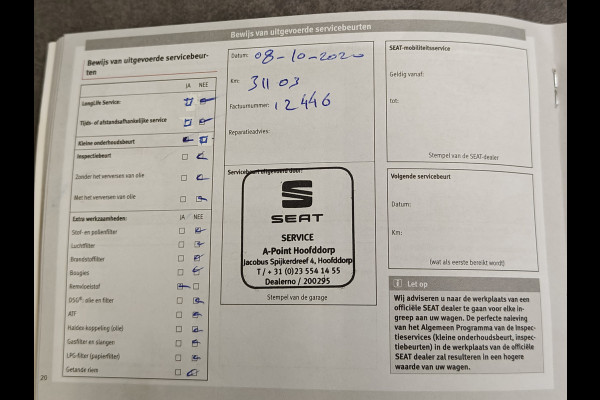 Bewijs van uitgevoerde servicebeurten
Bewijs van uitgevoerde servicebeur-
ten
JA NEE
LongLife Service:
Tijds- of afstandsafhankelijke service
Kleine onderhoudsbeurt
Inspectiebeurt
Zonder het verversen van olie
Met het verversen van olie
Extra werkzaamheden: JA NEE
Stof- en pollenfilter
Luchtfilter
Brandstoffilter
Bougies
Remvloeistof
DSG®: olie en filter
ATF
Haldex-koppeling (olie)
Gasfilter en slangen
LPG-filter (papierfilter)
Getande riem
20
Datum: 08-10-2020
Km: 31103
Factuurnummer: 12446
Reparatieadvies:
Servicebeurt uitgevoerd door:
SEAT
SERVICE
A-Point Hoofddorp
Jacobus Spijkerdreef 4, Hoofddorp
T / + 31 (0)23 554 14 55
Dealerno / 200295
Stempel van de garage
SEAT-mobiliteitsservice
Geldig vanaf:
tot:
Stempel van de SEAT-dealer
Volgende servicebeurt
Datum:
Km:
(wat als eerste bereikt wordt)
Let op
Wij adviseren u naar de werkplaats van een
officiële SEAT dealer te gaan voor elke in-
greep aan uw wagen. De perfecte naleving
van het Algemeen Programma van de Inspec-
tieservices (kleine onderhoudsbeurt, inspec-
tiebeurten) in de werkplaats van de officiële
SEAT dealer zal resulteren in een hogere
waarde van uw wagen.